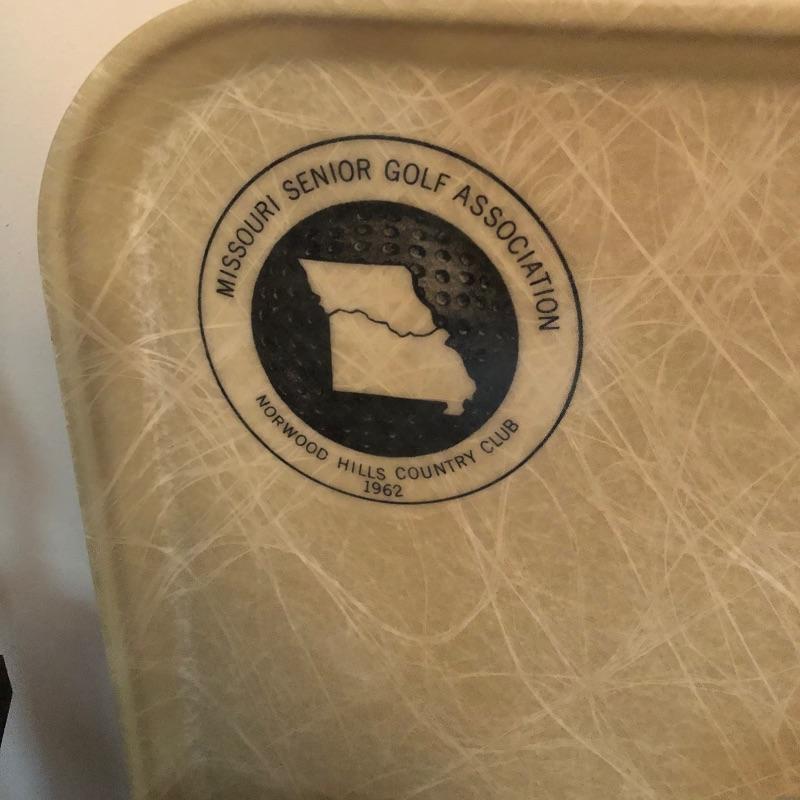 MISSOURI SENIOR GOLF ASSOCIATION
NORWOOD HILLS COUNTRY CLUB
1962